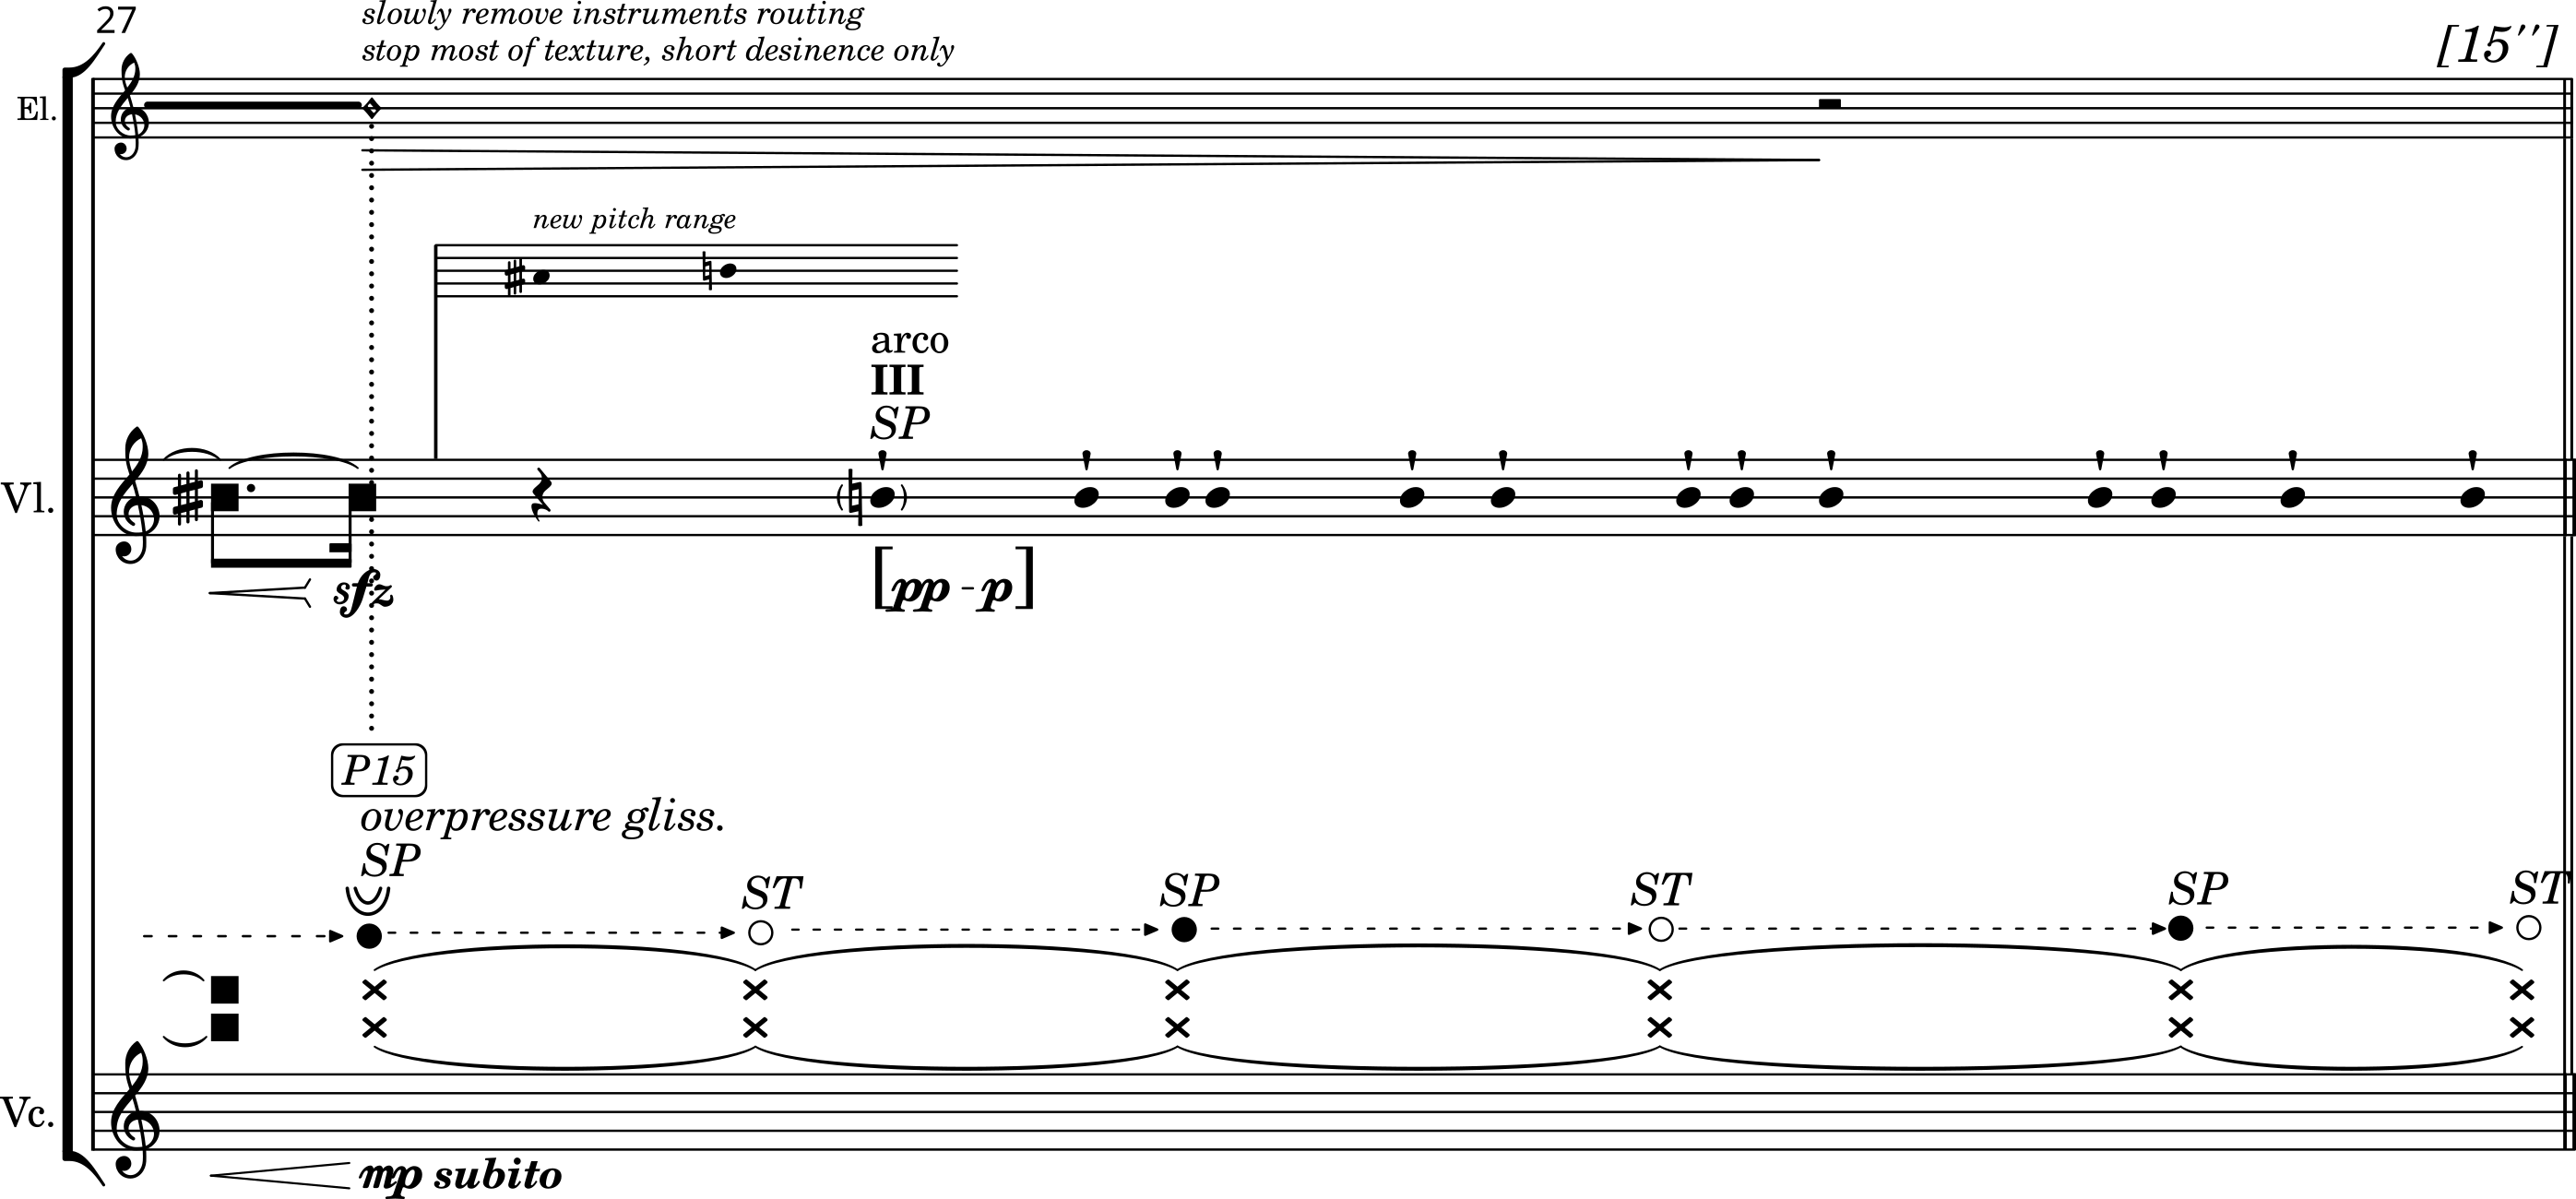 27
slowly remove instruments routing
stop most of texture, short desinence only
[15'']
El.
new pitch range
arco
III
SP
Vl.
sfz
[pp - p]
P15
overpressure gliss.
SP
ST
SP
ST
SP
ST
Vc.
mp subito